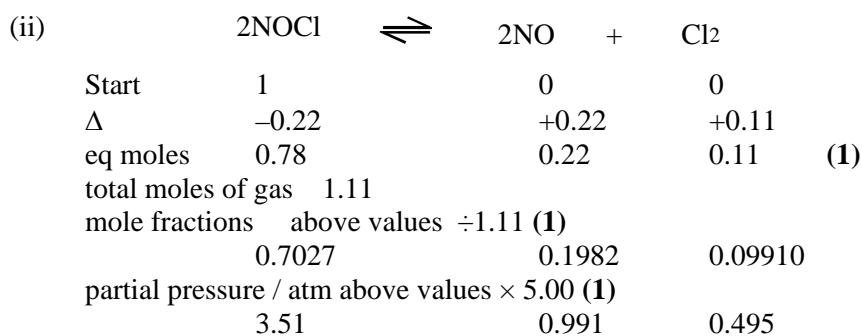 (ii) 2NOCl ⇌ 2NO + Cl2
Start 1 0 0
Δ –0.22 +0.22 +0.11
eq moles 0.78 0.22 0.11 (1)
total moles of gas 1.11
mole fractions above values ÷1.11 (1)
0.7027 0.1982 0.09910
partial pressure / atm above values × 5.00 (1)
3.51 0.991 0.495